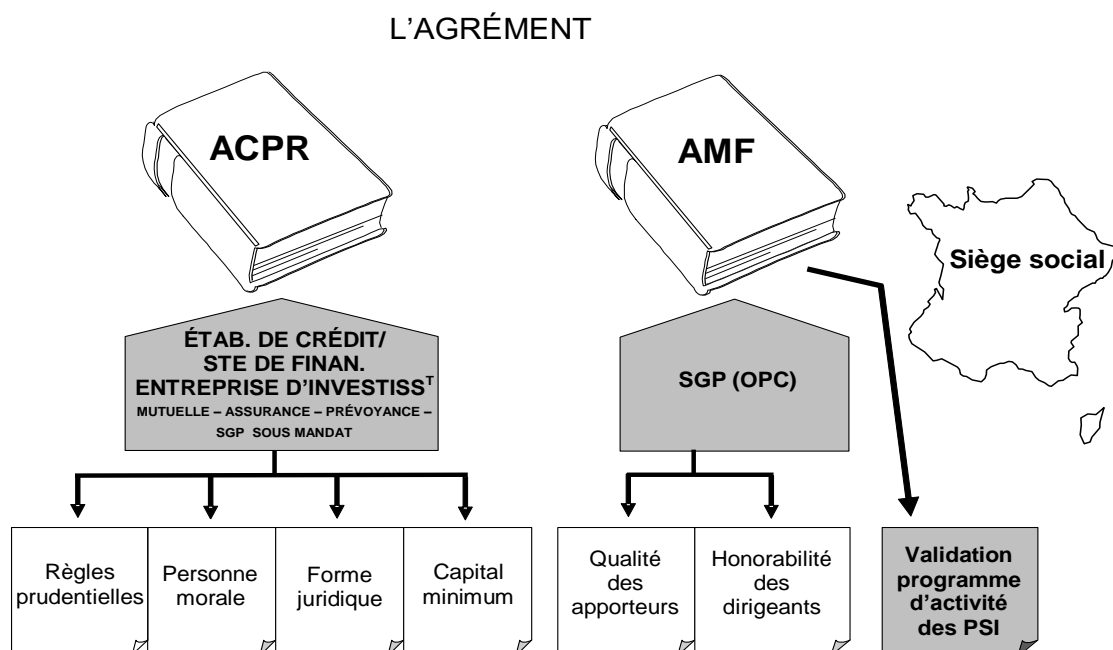 L'AGRÉMENT
ACPR
AMF
Siège social
ÉTAB. DE CRÉDIT/
STE DE FINAN.
ENTREPRISE D'INVESTISSᵀ
MUTUELLE – ASSURANCE – PRÉVOYANCE –
SGP SOUS MANDAT
SGP (OPC)
Règles
prudentielles
Personne
morale
Forme
juridique
Capital
minimum
Qualité
des
apporteurs
Honorabilité
des
dirigeants
Validation
programme
d'activité
des PSI